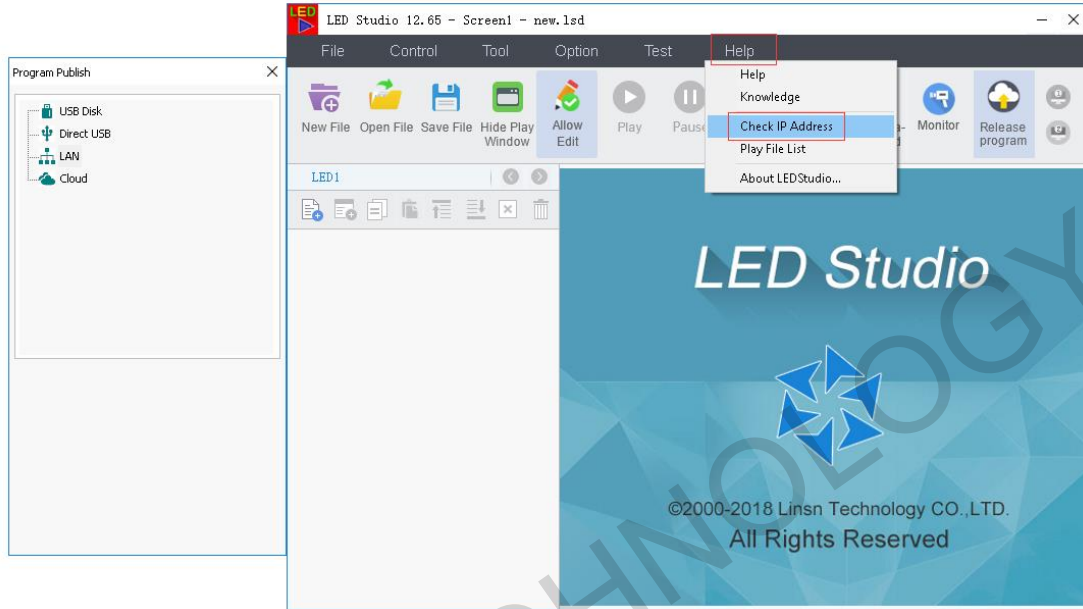 LED
LED Studio 12.65 - Screen1 - new.lsd
File Control Tool Option Test Help
Program Publish
USB Disk
Direct USB
LAN
Cloud
New File Open File Save File Hide Play Window Allow Edit Play Pause Monitor Release program
Help
Knowledge
Check IP Address
Play File List
About LEDStudio...
LED1
LED Studio
©2000-2018 Linsn Technology CO.,LTD.
All Rights Reserved
HNOLOGY